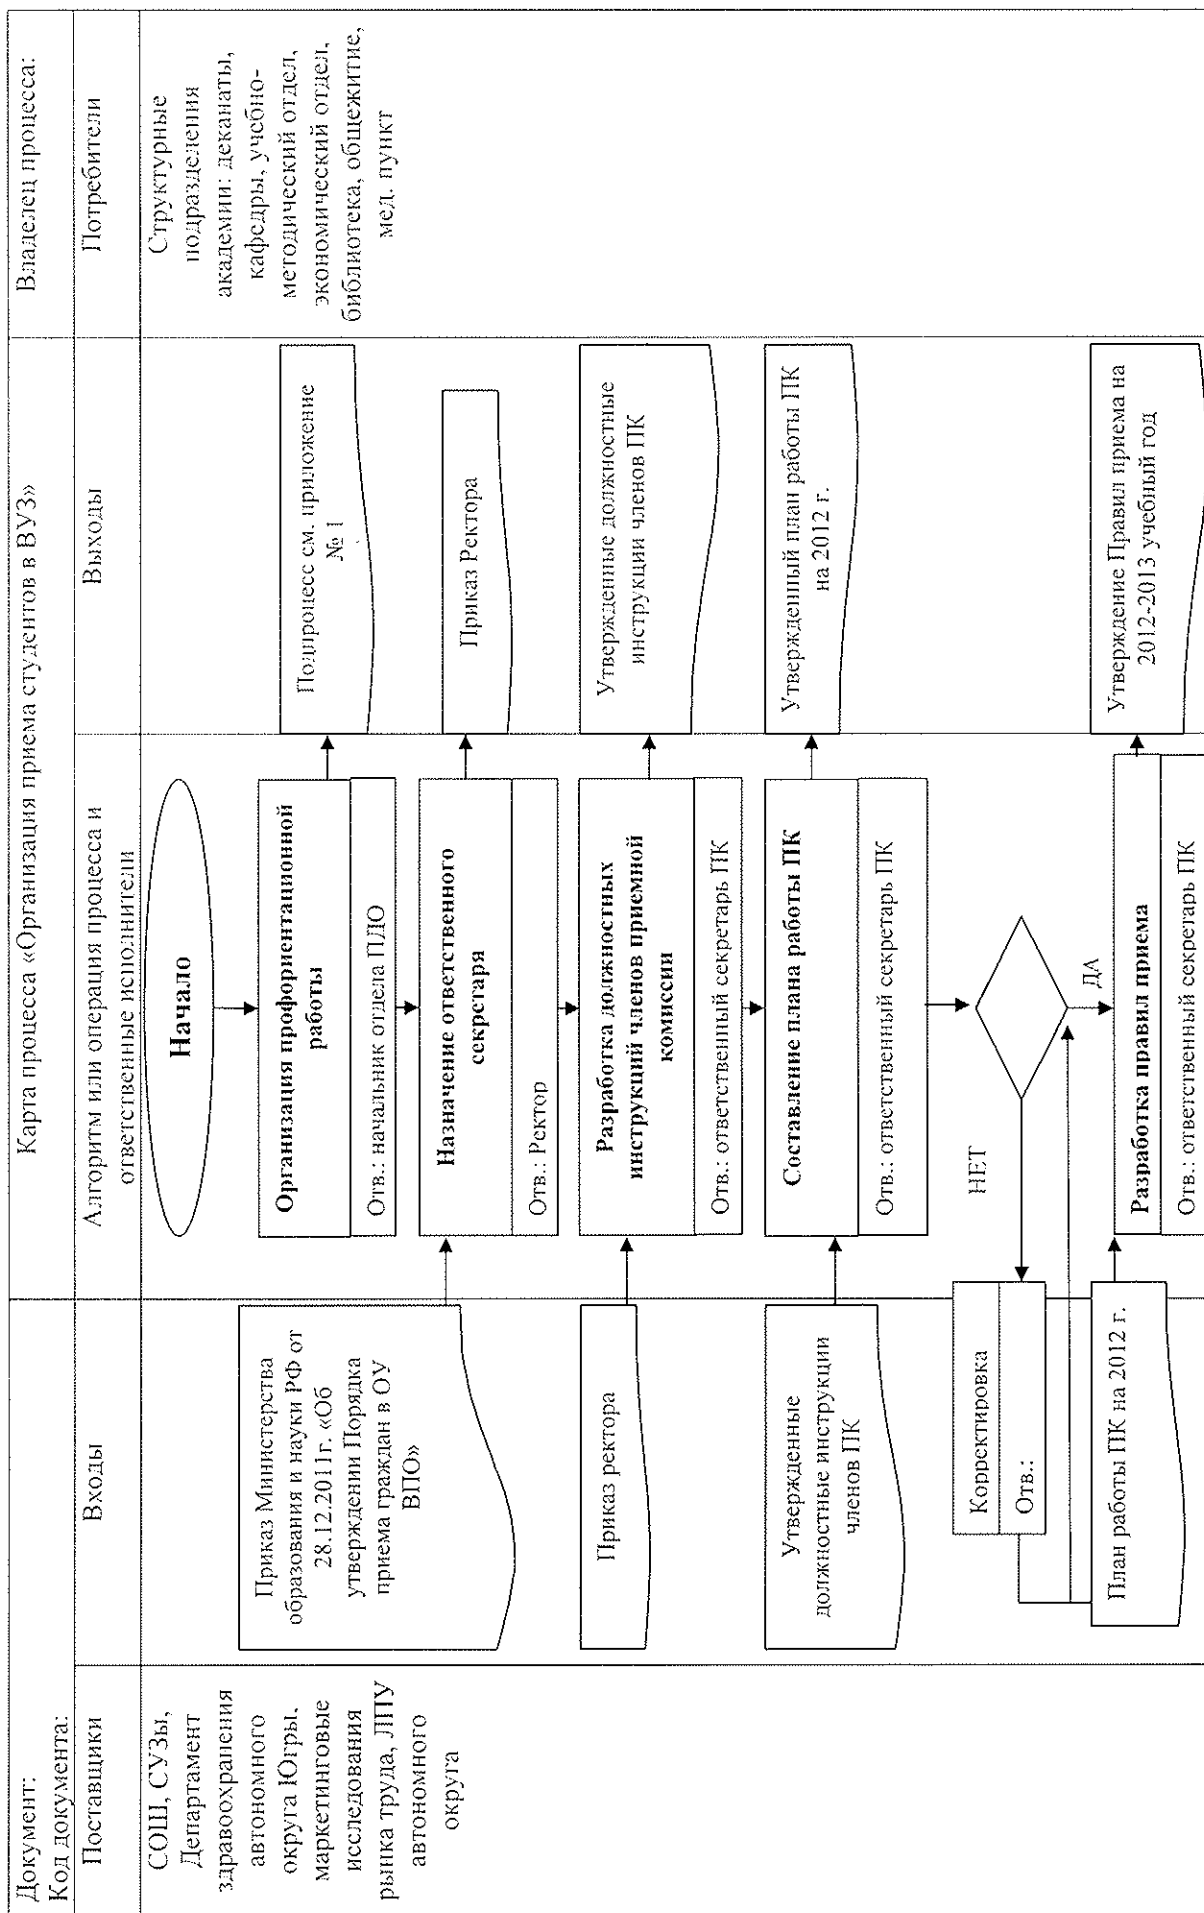 Документ:
Код документа:
Карта процесса «Организация приема студентов в ВУЗ»
Владелец процесса:
Поставщики
Входы
Алгоритм или операция процесса и
ответственные исполнители
Выходы
Потребители
СОШ, СУЗы,
Департамент
здравоохранения
автономного
округа Югры.
маркетинговые
исследования
рынка труда, ЛПУ
автономного
округа
Начало
Структурные
подразделения
академии: деканаты,
кафедры, учебно-
методический отдел,
экономический отдел,
библиотека, общежитие,
мед. пункт
Организация профориентационной
работы
Отв.: начальник отдела ПДО
Подпроцесс см. приложение
№ 1
Приказ Министерства
образования и науки РФ от
28.12.2011г. «Об
утверждении Порядка
приема граждан в ОУ
ВПО»
Назначение ответственного
секретаря
Отв.: Ректор
Приказ Ректора
Приказ ректора
Разработка должностных
инструкций членов приемной
комиссии
Отв.: ответственный секретарь ПК
Утвержденные должностные
инструкции членов ПК
Утвержденные
должностные инструкции
членов ПК
Составление плана работы ПК
Отв.: ответственный секретарь ПК
Утвержденный план работы ПК
на 2012 г.
НЕТ
ДА
Корректировка
Отв.:
План работы ПК на 2012 г.
Разработка правил приема
Отв.: ответственный секретарь ПК
Утверждение Правил приема на
2012-2013 учебный год